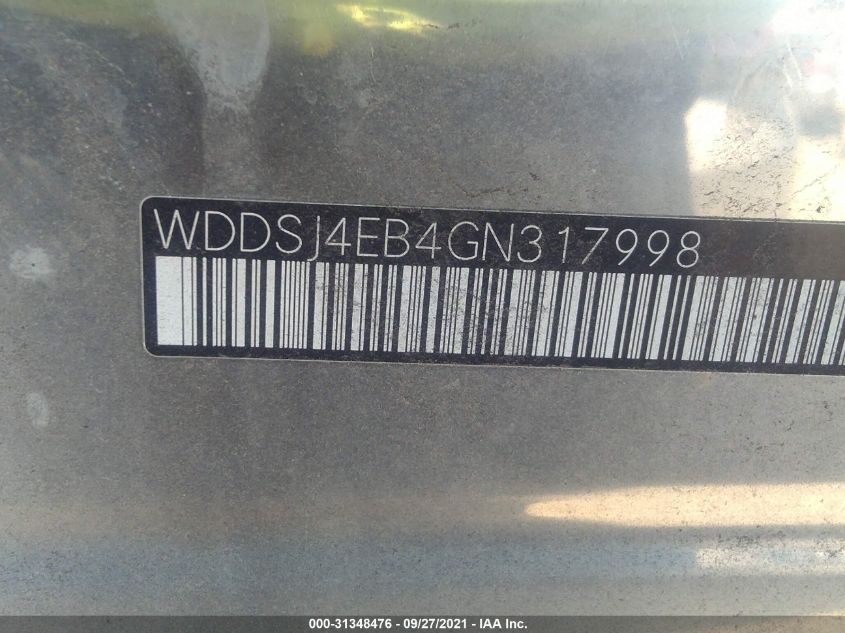 WDDSJ4EB4GN317998
000-31348476 - 09/27/2021 - IAA Inc.